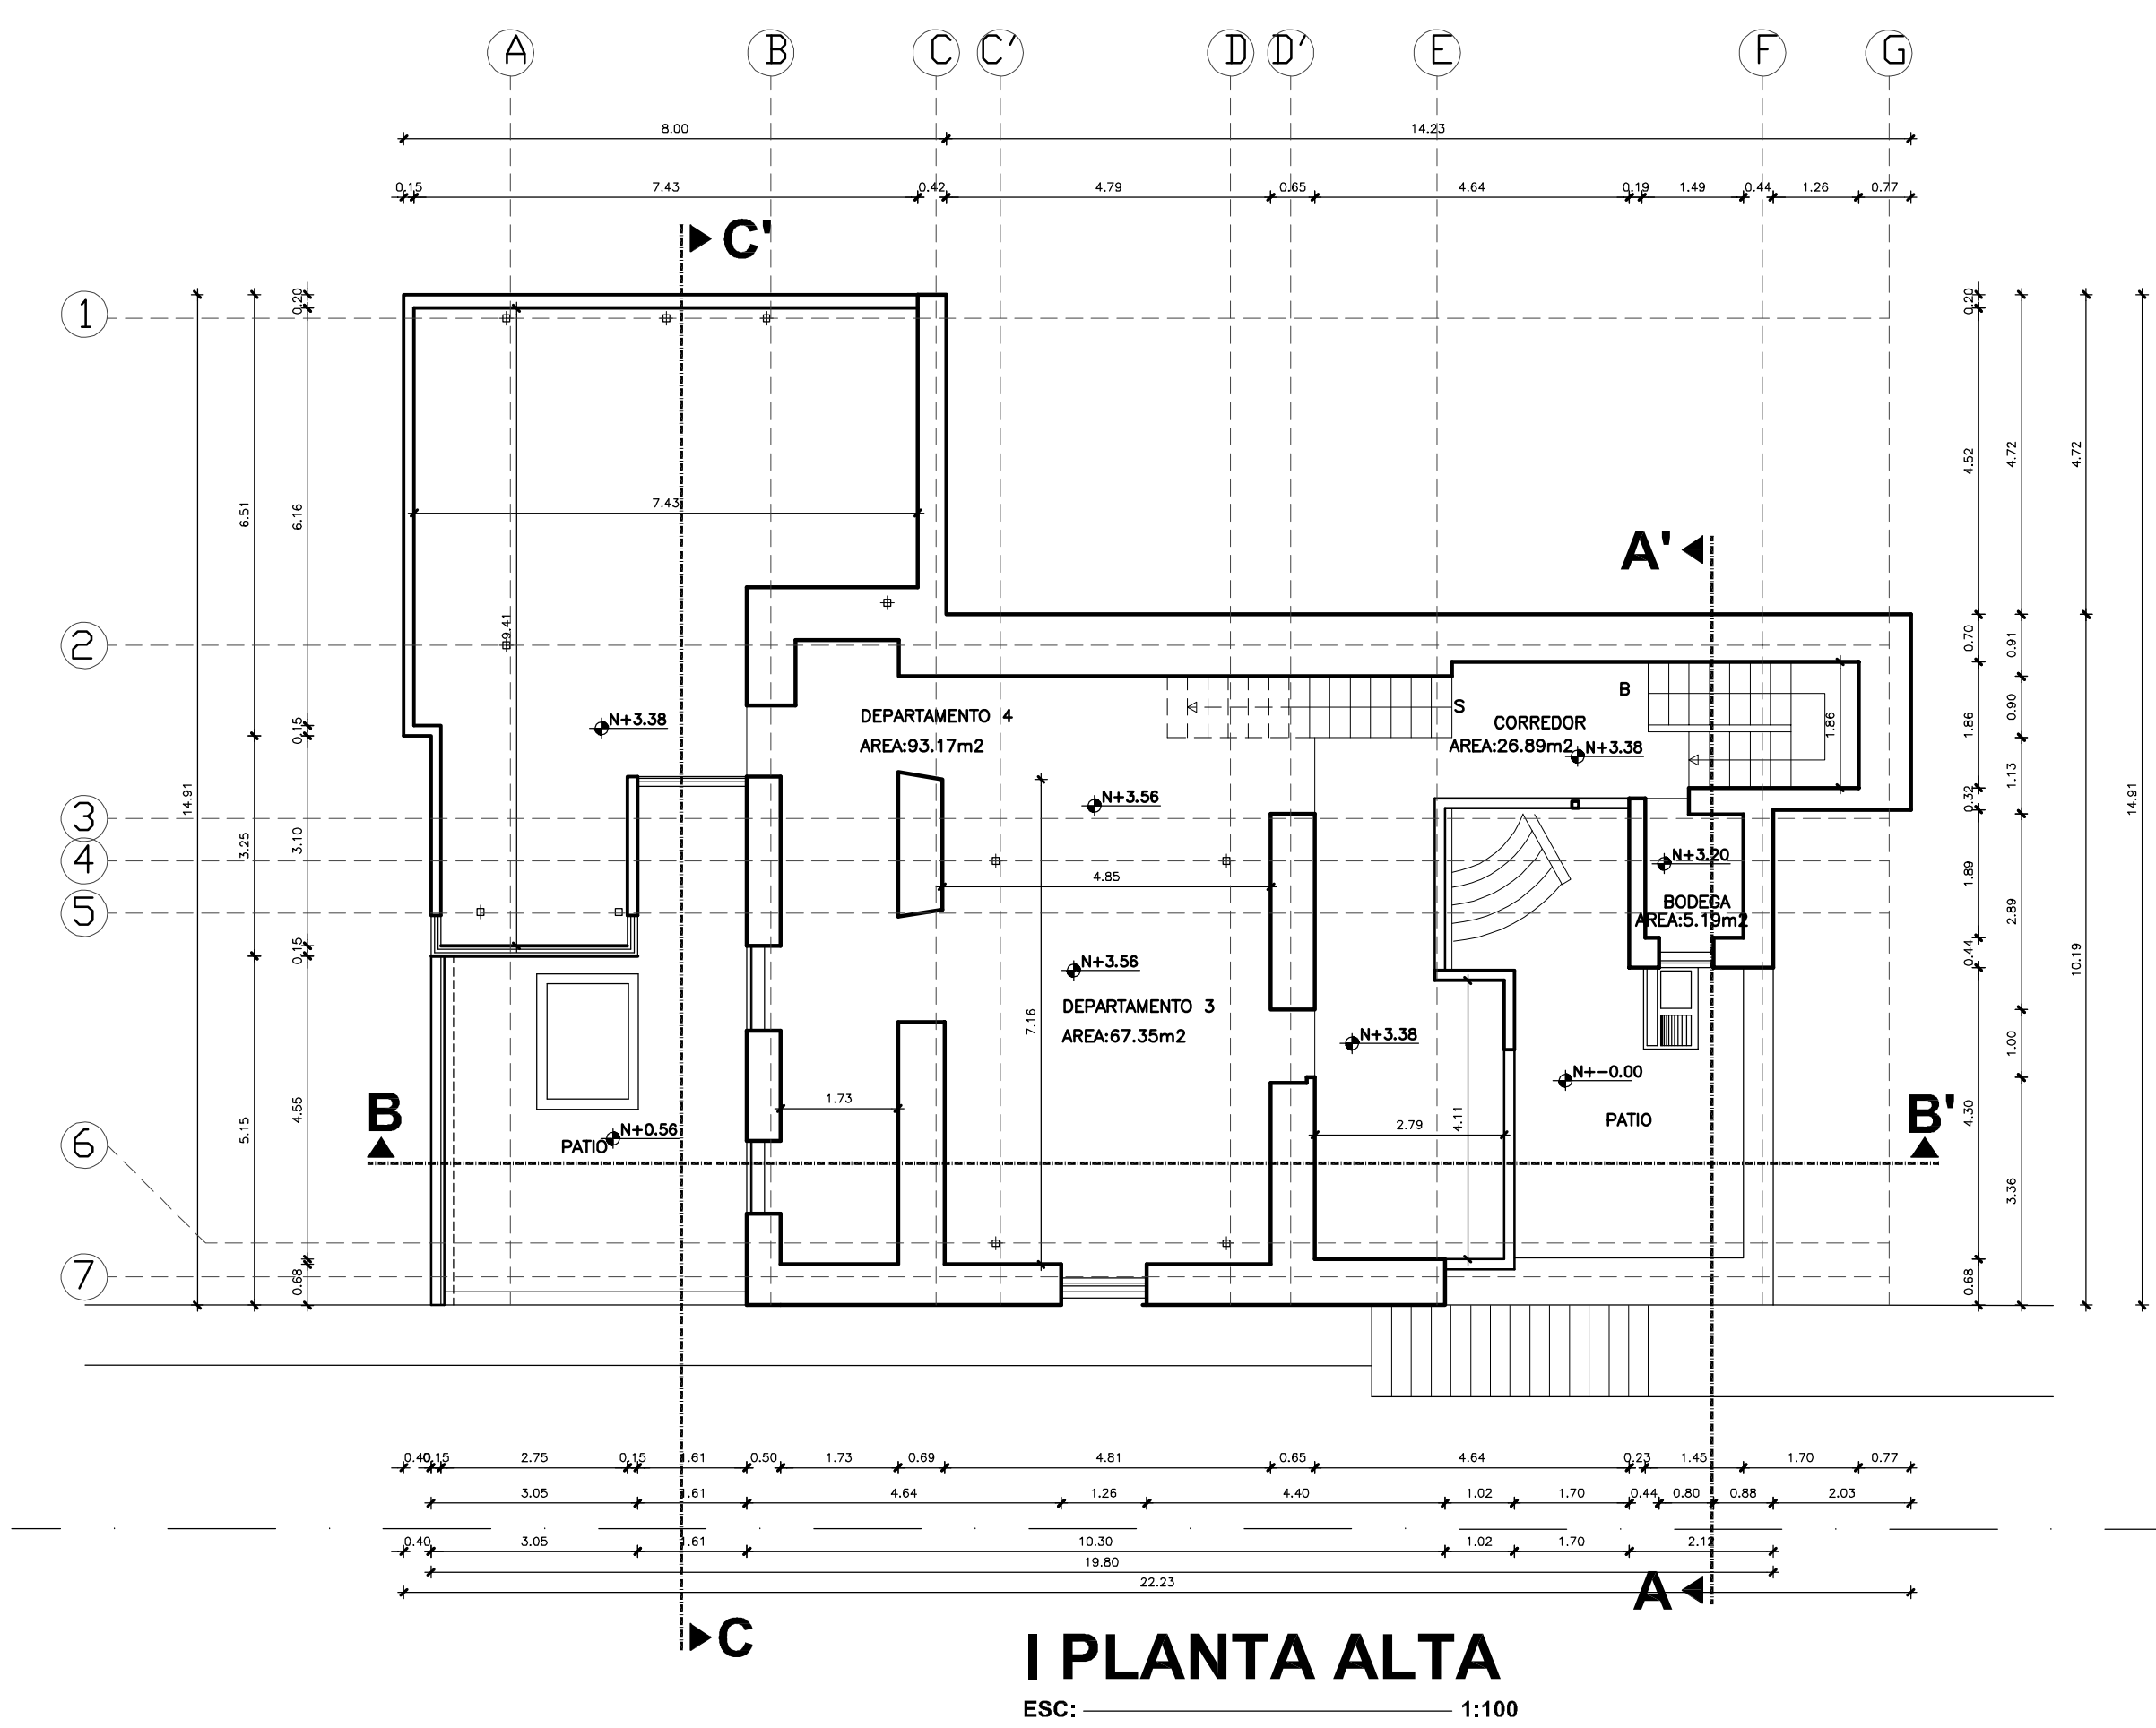 A B C C' D D' E F G
8.00 14.23
0.15 7.43 0.42 4.79 0.65 4.64 0.19 1.49 0.44 1.26 0.77
C'
1
2
3
4
5
6
7
14.91
6.51 3.25 5.15
0.20 6.16 0.15 3.10 0.15 4.55 0.68
7.43
9.41
N+3.38
A'
DEPARTAMENTO 4
AREA:93.17m2
S
B
CORREDOR
AREA:26.89m2
N+3.38
1.86
N+3.56
4.85
N+3.20
BODEGA
AREA:5.19m2
N+3.56
DEPARTAMENTO 3
AREA:67.35m2
7.16
N+3.38
N+-0.00
PATIO
1.73
2.79
4.11
B
B'
N+0.56
PATIO
0.20 4.52 0.70 1.86 0.32 1.89 0.44 4.30 0.68
4.72 0.91 0.90 1.13 2.89 1.00 3.36
4.72 10.19
14.91
0.40 0.15 2.75 0.15 1.61 0.50 1.73 0.69 4.81 0.65 4.64 0.23 1.45 1.70 0.77
3.05 1.61 4.64 1.26 4.40 1.02 1.70 0.44 0.80 0.88 2.03
0.40 3.05 1.61 10.30 1.02 1.70 2.12
19.80
22.23
A
C
I PLANTA ALTA
ESC: 1:100